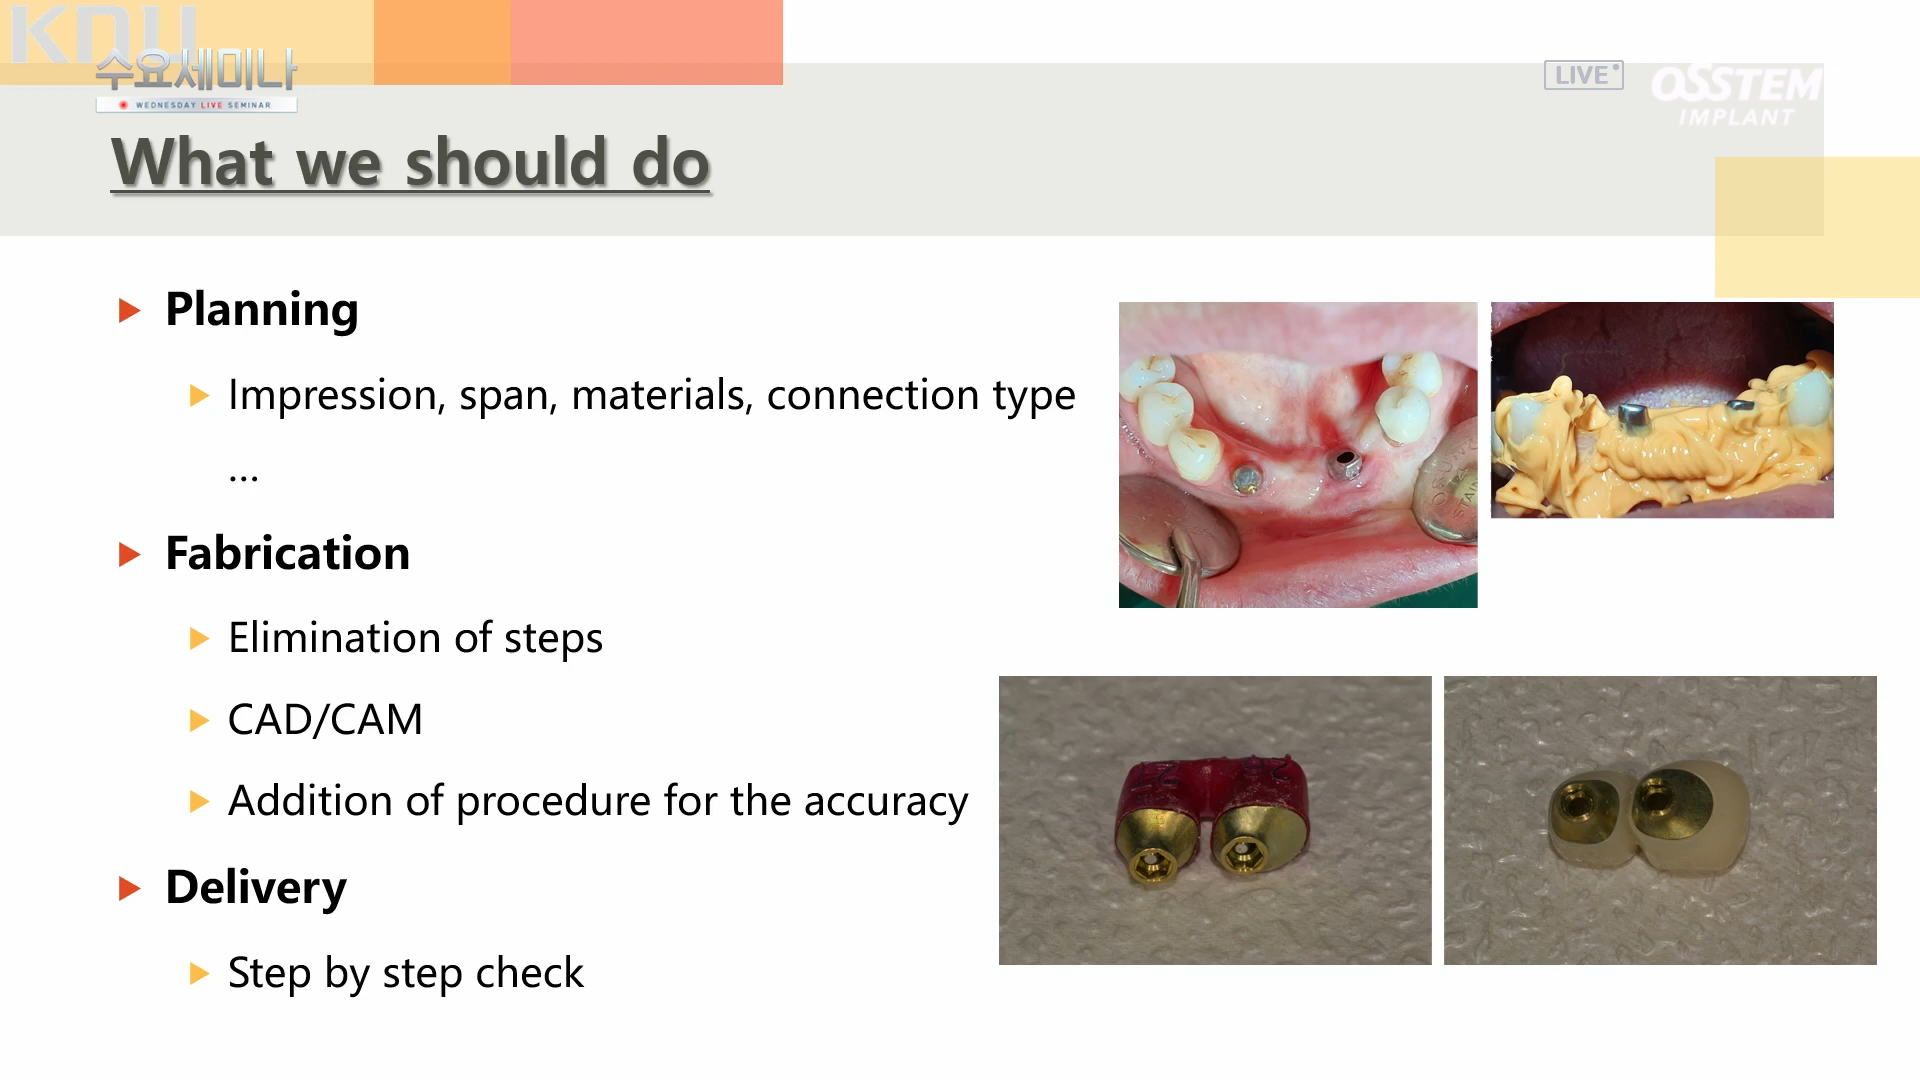 KNU
수요세미나
WEDNESDAY LIVE SEMINAR
LIVE
OSSTEM
IMPLANT
What we should do
Planning
Impression, span, materials, connection type
...
Fabrication
Elimination of steps
CAD/CAM
Addition of procedure for the accuracy
Delivery
Step by step check